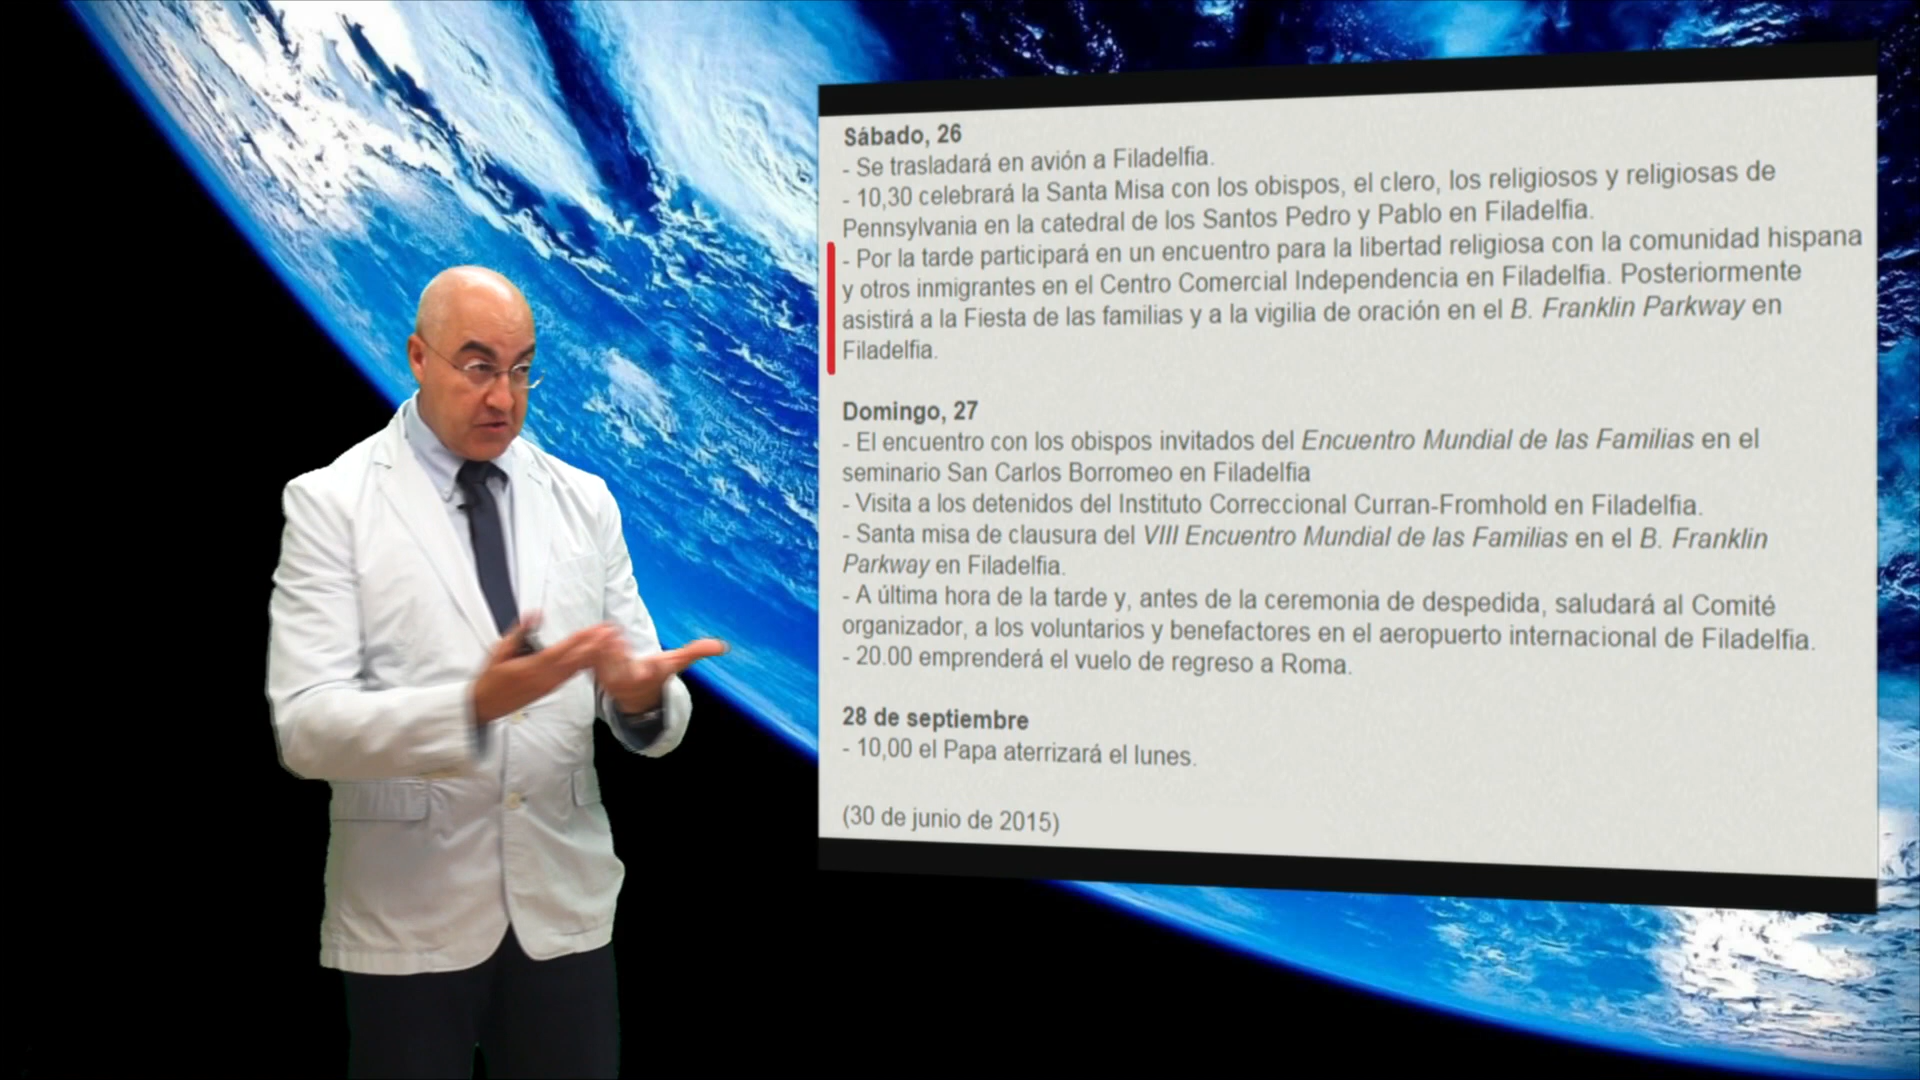 Sábado, 26
- Se trasladará en avión a Filadelfia.
- 10,30 celebrará la Santa Misa con los obispos, el clero, los religiosos y religiosas de
Pennsylvania en la catedral de los Santos Pedro y Pablo en Filadelfia.
- Por la tarde participará en un encuentro para la libertad religiosa con la comunidad hispana
y otros inmigrantes en el Centro Comercial Independencia en Filadelfia. Posteriormente
asistirá a la Fiesta de las familias y a la vigilia de oración en el B. Franklin Parkway en
Filadelfia.
Domingo, 27
- El encuentro con los obispos invitados del Encuentro Mundial de las Familias en el
seminario San Carlos Borromeo en Filadelfia
- Visita a los detenidos del Instituto Correccional Curran-Fromhold en Filadelfia.
- Santa misa de clausura del VIII Encuentro Mundial de las Familias en el B. Franklin
Parkway en Filadelfia.
- A última hora de la tarde y, antes de la ceremonia de despedida, saludará al Comité
organizador, a los voluntarios y benefactores en el aeropuerto internacional de Filadelfia.
- 20.00 emprenderá el vuelo de regreso a Roma.
28 de septiembre
- 10,00 el Papa aterrizará el lunes.
(30 de junio de 2015)